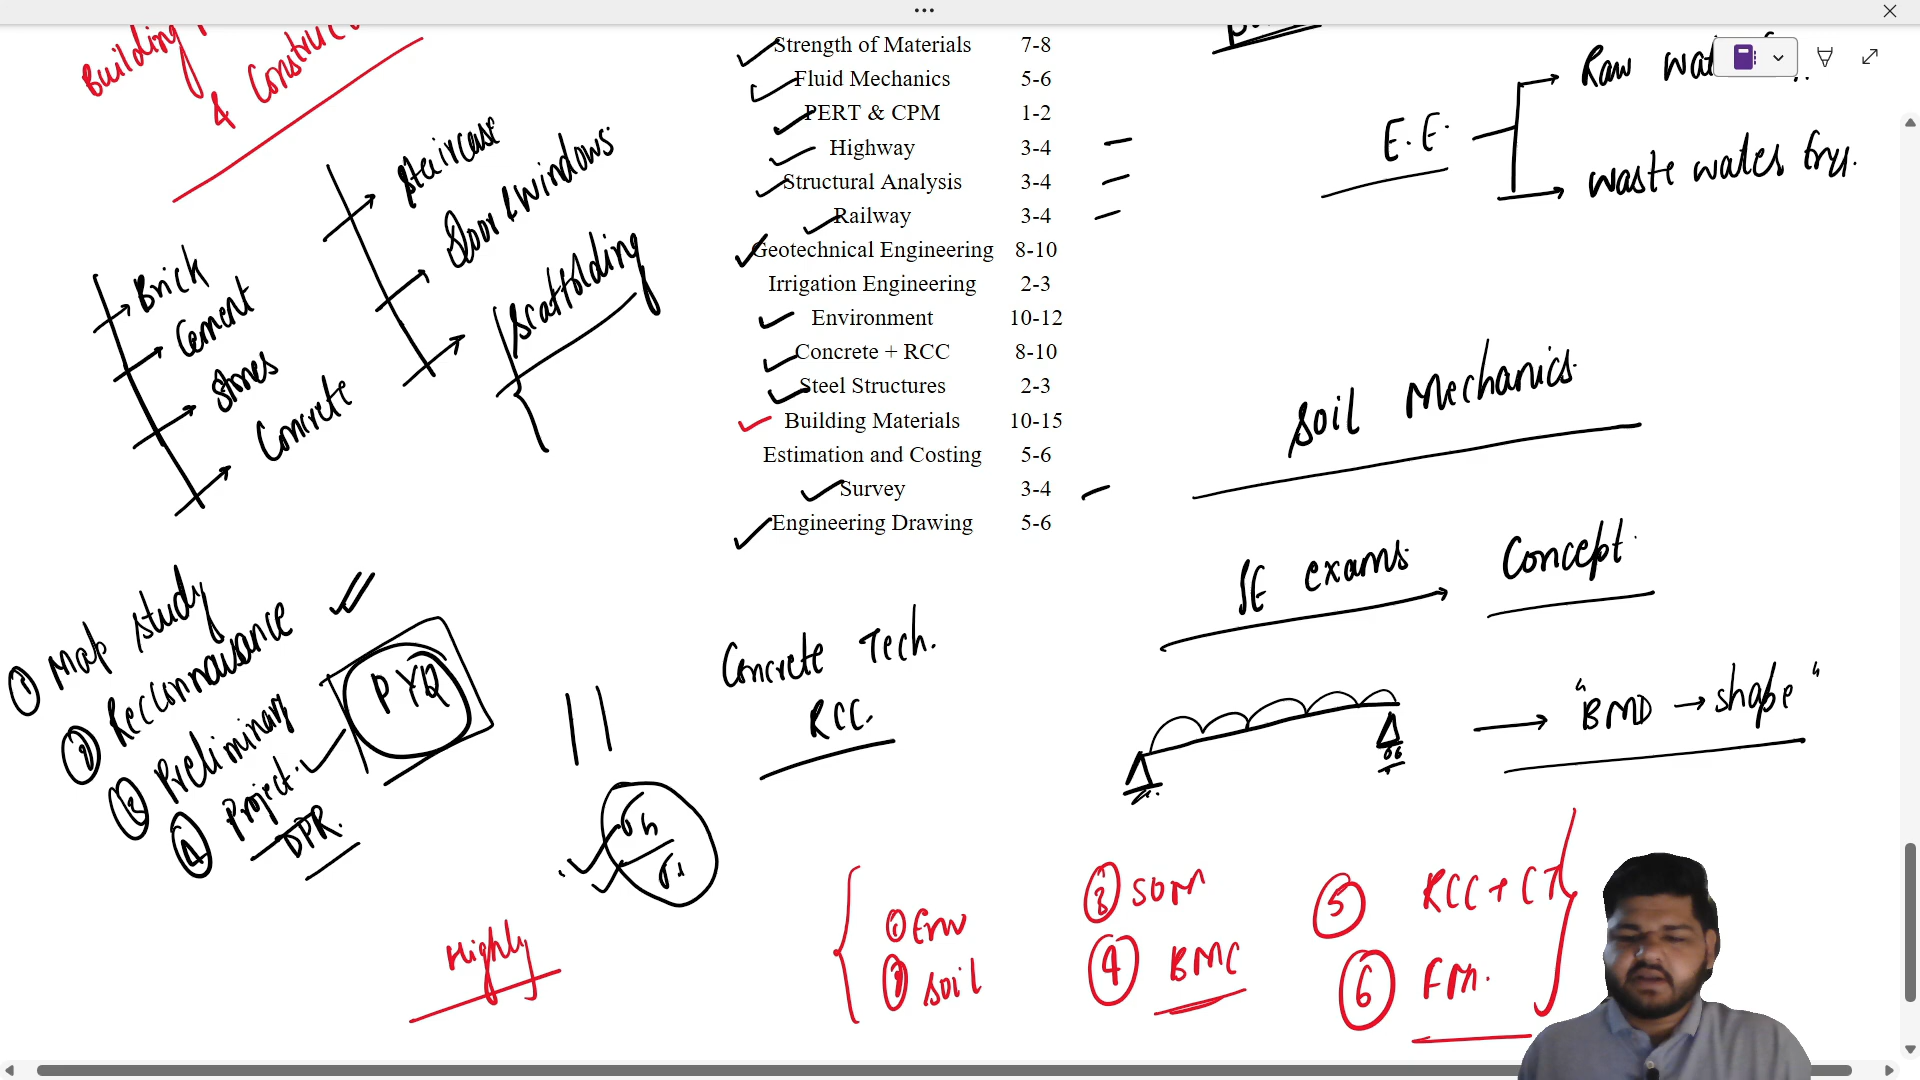 Building
& Construc
Brick
Cement
Stones
Concrete
Staircase
Door & windows.
Scaffolding
Strength of Materials 7-8
Fluid Mechanics 5-6
PERT & CPM 1-2
Highway 3-4
Structural Analysis 3-4
Railway 3-4
Geotechnical Engineering 8-10
Irrigation Engineering 2-3
Environment 10-12
Concrete + RCC 8-10
Steel Structures 2-3
Building Materials 10-15
Estimation and Costing 5-6
Survey 3-4
Engineering Drawing 5-6
E.E.
Raw wat
waste water
Soil Mechanics
exams
Concept
"BMD → shape"
① Map study
② Recconnaisance
③ Preliminary
④ Project.
DPR.
PYQ
Concrete Tech.
RCC.
Highly
① Env
② Soil
③ SOM
④ BMC
⑤ RCC + CT
⑥ FM.